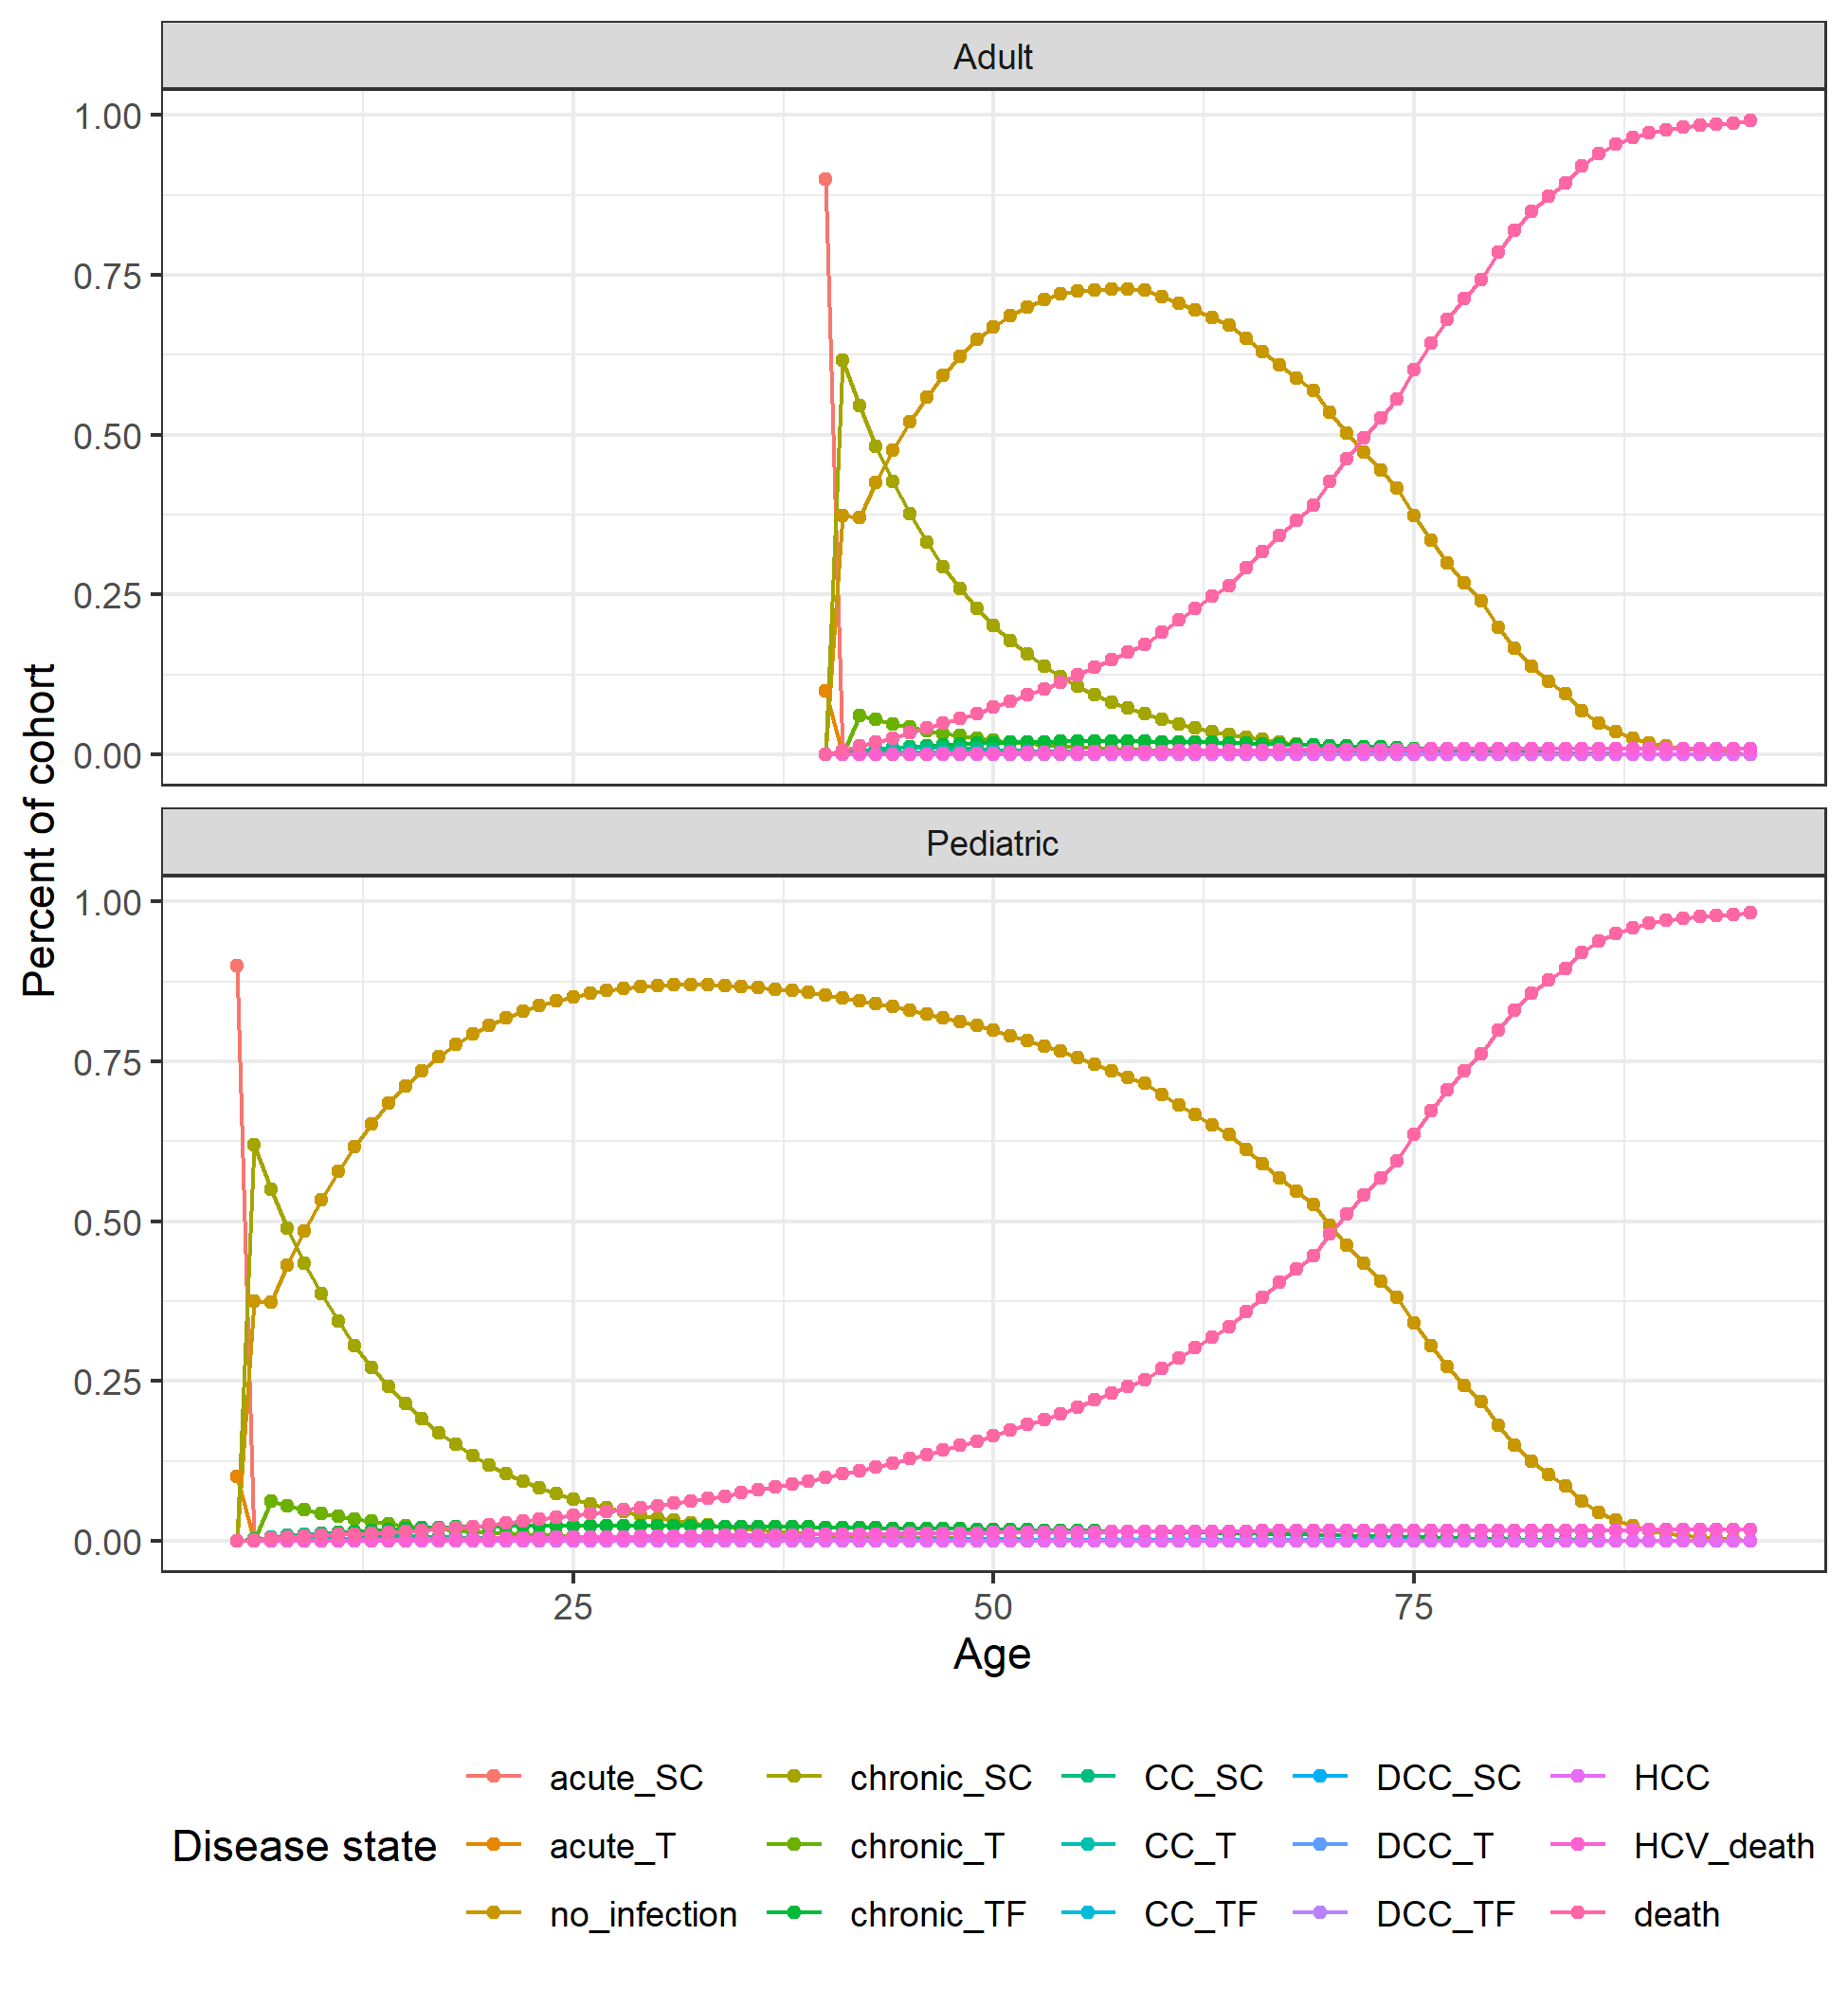 Adult
1.00
0.75
0.50
0.25
0.00
Percent of cohort
Pediatric
1.00
0.75
0.50
0.25
0.00
25 50 75
Age
Disease state
acute_SC chronic_SC CC_SC DCC_SC HCC
acute_T chronic_T CC_T DCC_T HCV_death
no_infection chronic_TF CC_TF DCC_TF death